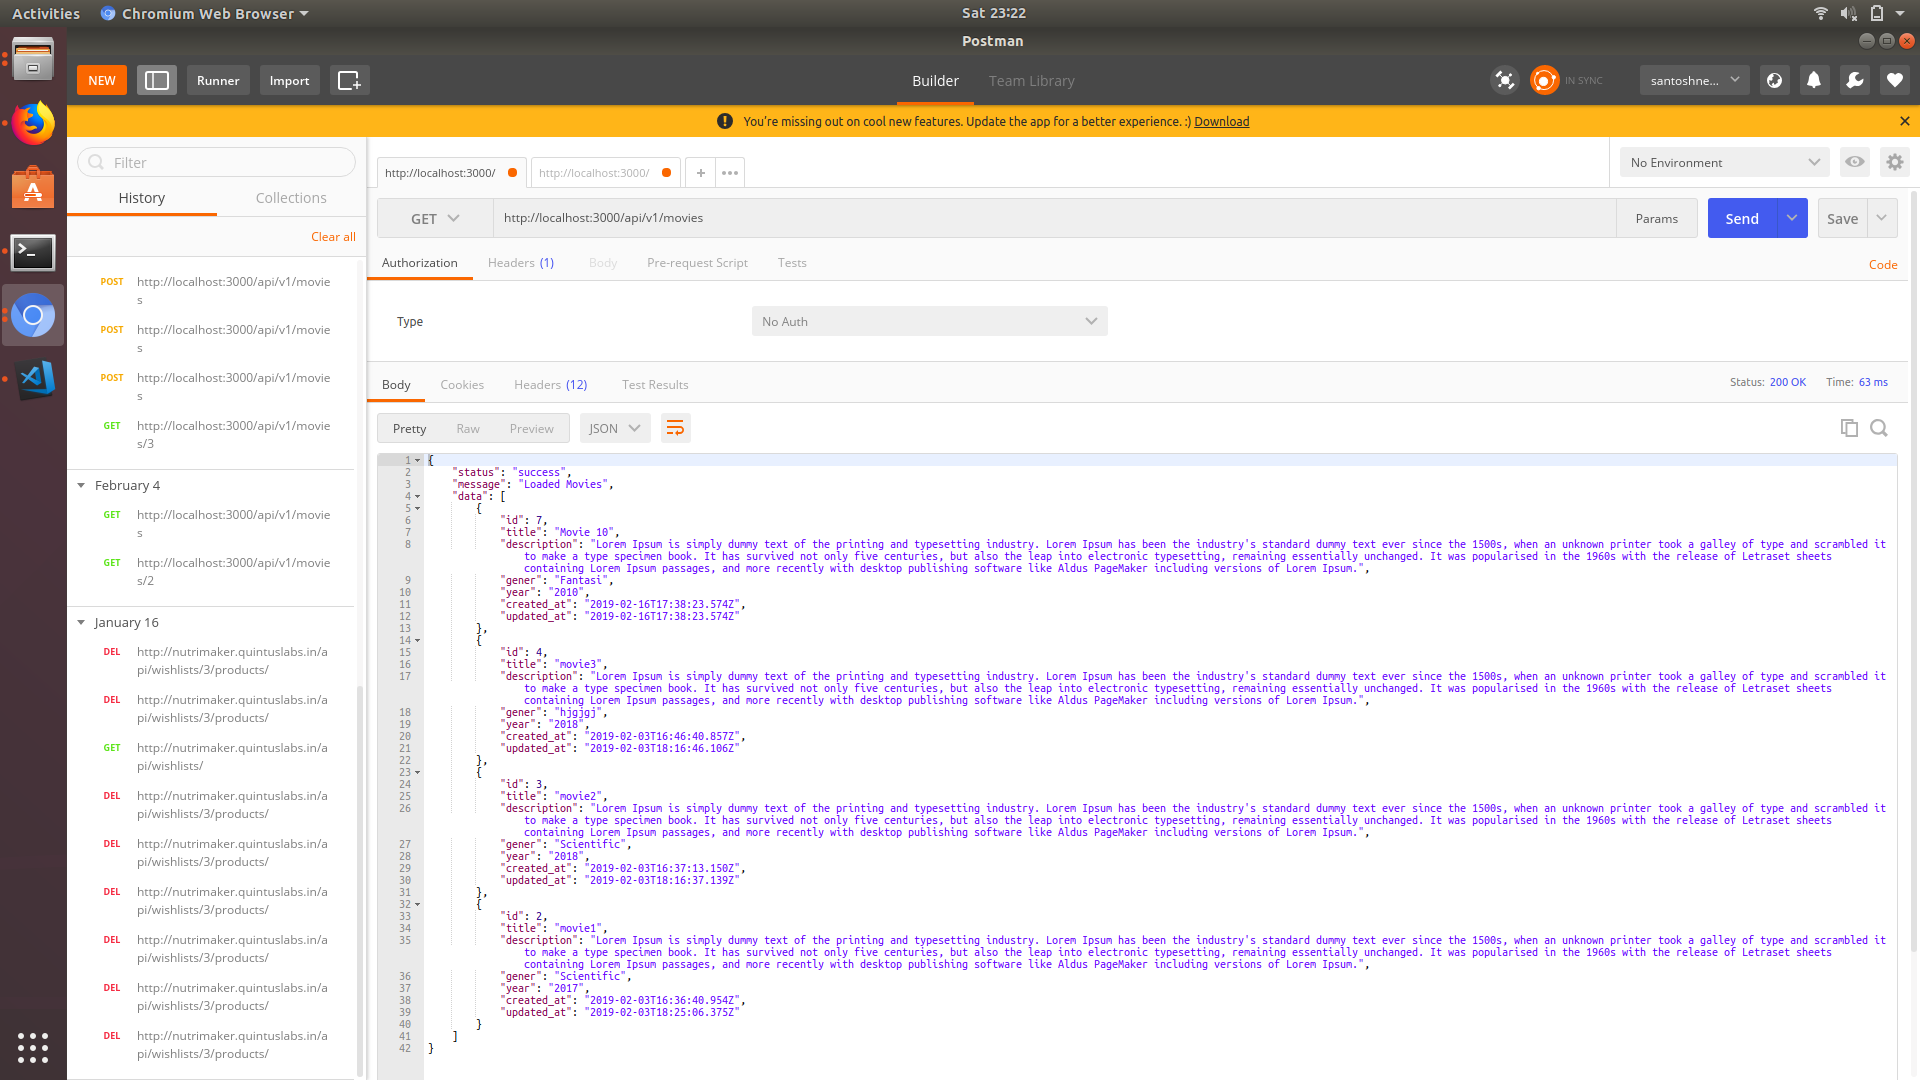 Activities Chromium Web Browser Sat 23:22
Postman
NEW Runner Import Builder Team Library IN SYNC santoshne...
You're missing out on cool new features. Update the app for a better experience. :) Download
Filter
History Collections
Clear all
POST http://localhost:3000/api/v1/movie
s
POST http://localhost:3000/api/v1/movie
s
POST http://localhost:3000/api/v1/movie
s
GET http://localhost:3000/api/v1/movie
s/3
February 4
GET http://localhost:3000/api/v1/movie
s
GET http://localhost:3000/api/v1/movie
s/2
January 16
DEL http://nutrimaker.quintuslabs.in/a
pi/wishlists/3/products/
DEL http://nutrimaker.quintuslabs.in/a
pi/wishlists/3/products/
GET http://nutrimaker.quintuslabs.in/a
pi/wishlists/
DEL http://nutrimaker.quintuslabs.in/a
pi/wishlists/3/products/
DEL http://nutrimaker.quintuslabs.in/a
pi/wishlists/3/products/
DEL http://nutrimaker.quintuslabs.in/a
pi/wishlists/3/products/
DEL http://nutrimaker.quintuslabs.in/a
pi/wishlists/3/products/
DEL http://nutrimaker.quintuslabs.in/a
pi/wishlists/3/products/
DEL http://nutrimaker.quintuslabs.in/a
pi/wishlists/3/products/
http://localhost:3000/ http://localhost:3000/ + ••• No Environment
GET http://localhost:3000/api/v1/movies Params Send Save
Authorization Headers (1) Body Pre-request Script Tests Code
Type No Auth
Body Cookies Headers (12) Test Results Status: 200 OK Time: 63 ms
Pretty Raw Preview JSON
1 {
2 "status": "success",
3 "message": "Loaded Movies",
4 "data": [
5 {
6 "id": 7,
7 "title": "Movie 10",
8 "description": "Lorem Ipsum is simply dummy text of the printing and typesetting industry. Lorem Ipsum has been the industry's standard dummy text ever since the 1500s, when an unknown printer took a galley of type and scrambled it
to make a type specimen book. It has survived not only five centuries, but also the leap into electronic typesetting, remaining essentially unchanged. It was popularised in the 1960s with the release of Letraset sheets
containing Lorem Ipsum passages, and more recently with desktop publishing software like Aldus PageMaker including versions of Lorem Ipsum.",
9 "gener": "Fantasi",
10 "year": "2010",
11 "created_at": "2019-02-16T17:38:23.574Z",
12 "updated_at": "2019-02-16T17:38:23.574Z"
13 },
14 {
15 "id": 4,
16 "title": "movie3",
17 "description": "Lorem Ipsum is simply dummy text of the printing and typesetting industry. Lorem Ipsum has been the industry's standard dummy text ever since the 1500s, when an unknown printer took a galley of type and scrambled it
to make a type specimen book. It has survived not only five centuries, but also the leap into electronic typesetting, remaining essentially unchanged. It was popularised in the 1960s with the release of Letraset sheets
containing Lorem Ipsum passages, and more recently with desktop publishing software like Aldus PageMaker including versions of Lorem Ipsum.",
18 "gener": "hjgjgj",
19 "year": "2018",
20 "created_at": "2019-02-03T16:46:40.857Z",
21 "updated_at": "2019-02-03T18:16:46.106Z"
22 },
23 {
24 "id": 3,
25 "title": "movie2",
26 "description": "Lorem Ipsum is simply dummy text of the printing and typesetting industry. Lorem Ipsum has been the industry's standard dummy text ever since the 1500s, when an unknown printer took a galley of type and scrambled it
to make a type specimen book. It has survived not only five centuries, but also the leap into electronic typesetting, remaining essentially unchanged. It was popularised in the 1960s with the release of Letraset sheets
containing Lorem Ipsum passages, and more recently with desktop publishing software like Aldus PageMaker including versions of Lorem Ipsum.",
27 "gener": "Scientific",
28 "year": "2018",
29 "created_at": "2019-02-03T16:37:13.150Z",
30 "updated_at": "2019-02-03T18:16:37.139Z"
31 },
32 {
33 "id": 2,
34 "title": "movie1",
35 "description": "Lorem Ipsum is simply dummy text of the printing and typesetting industry. Lorem Ipsum has been the industry's standard dummy text ever since the 1500s, when an unknown printer took a galley of type and scrambled it
to make a type specimen book. It has survived not only five centuries, but also the leap into electronic typesetting, remaining essentially unchanged. It was popularised in the 1960s with the release of Letraset sheets
containing Lorem Ipsum passages, and more recently with desktop publishing software like Aldus PageMaker including versions of Lorem Ipsum.",
36 "gener": "Scientific",
37 "year": "2017",
38 "created_at": "2019-02-03T16:36:40.954Z",
39 "updated_at": "2019-02-03T18:25:06.375Z"
40 }
41 ]
42 }